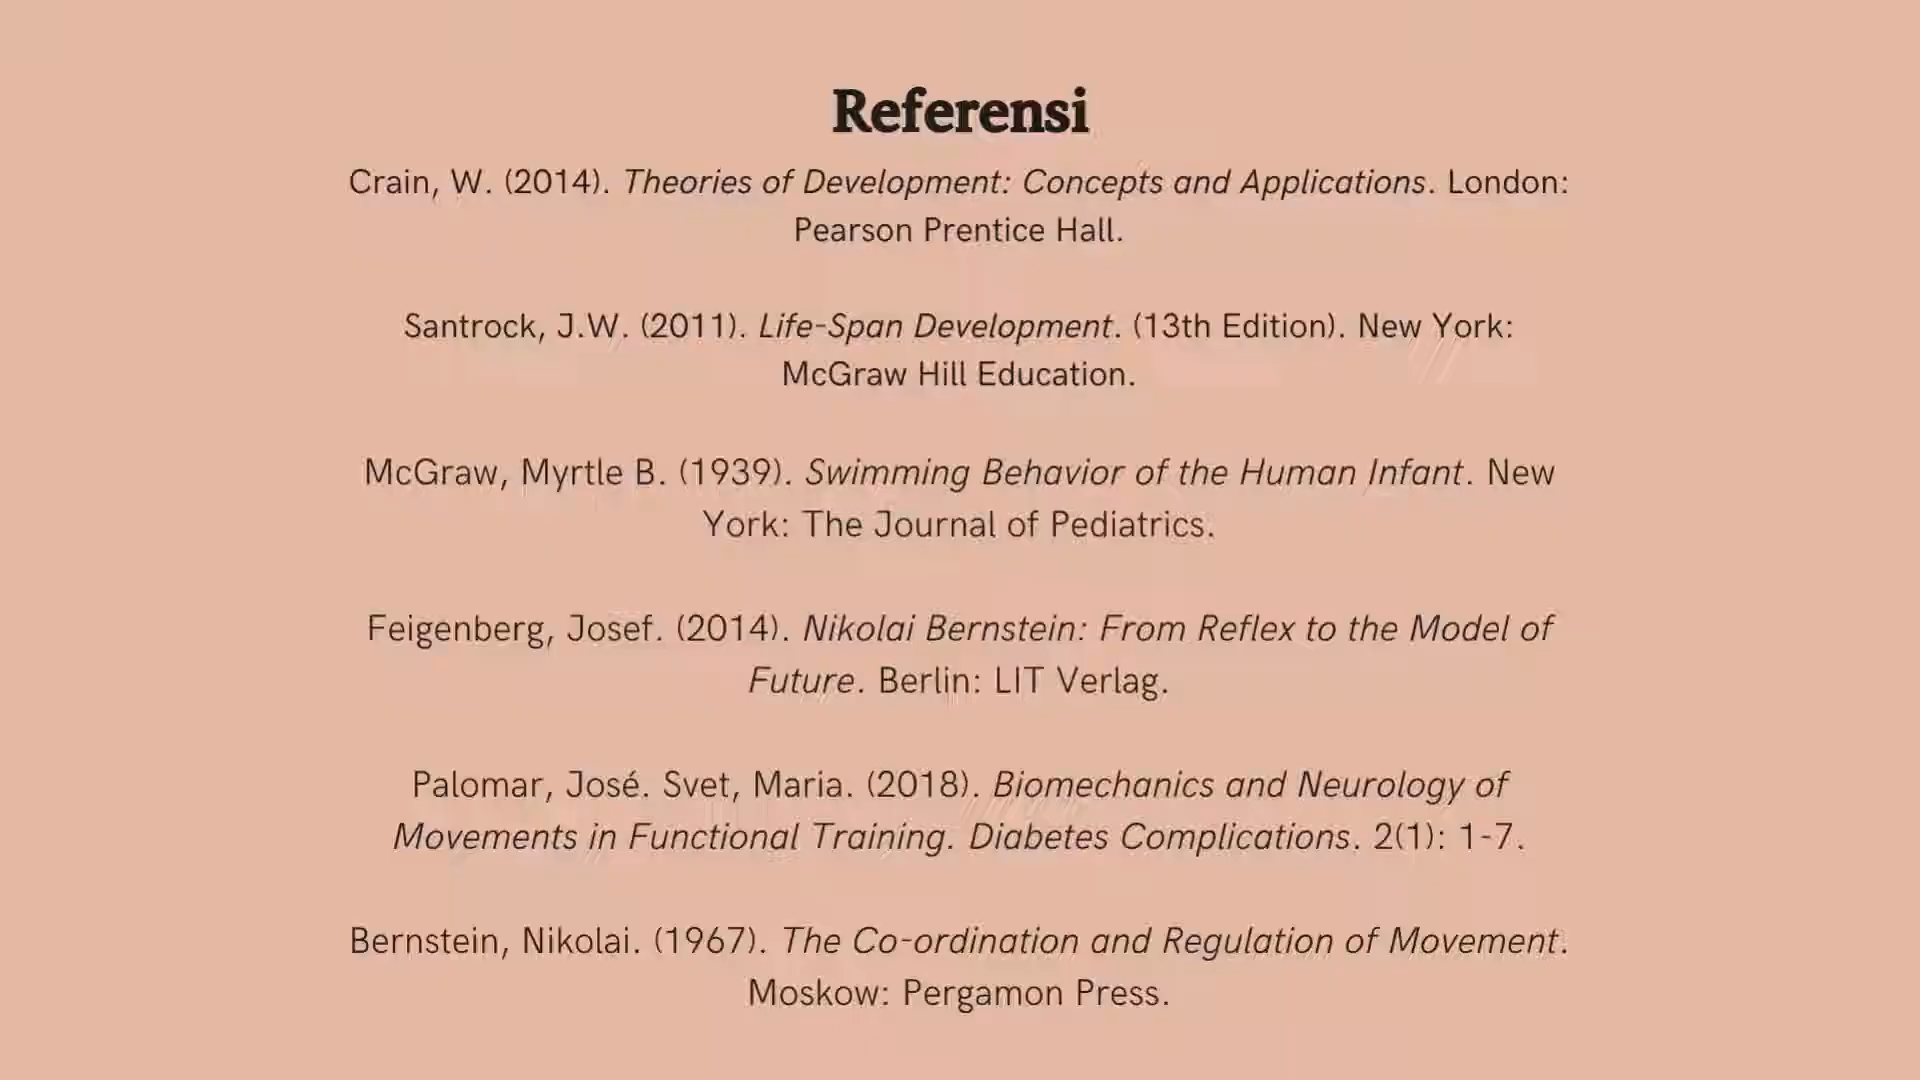 Referensi
Crain, W. (2014). Theories of Development: Concepts and Applications. London:
Pearson Prentice Hall.
Santrock, J.W. (2011). Life-Span Development. (13th Edition). New York:
McGraw Hill Education.
McGraw, Myrtle B. (1939). Swimming Behavior of the Human Infant. New
York: The Journal of Pediatrics.
Feigenberg, Josef. (2014). Nikolai Bernstein: From Reflex to the Model of
Future. Berlin: LIT Verlag.
Palomar, José. Svet, Maria. (2018). Biomechanics and Neurology of
Movements in Functional Training. Diabetes Complications. 2(1): 1-7.
Bernstein, Nikolai. (1967). The Co-ordination and Regulation of Movement.
Moskow: Pergamon Press.